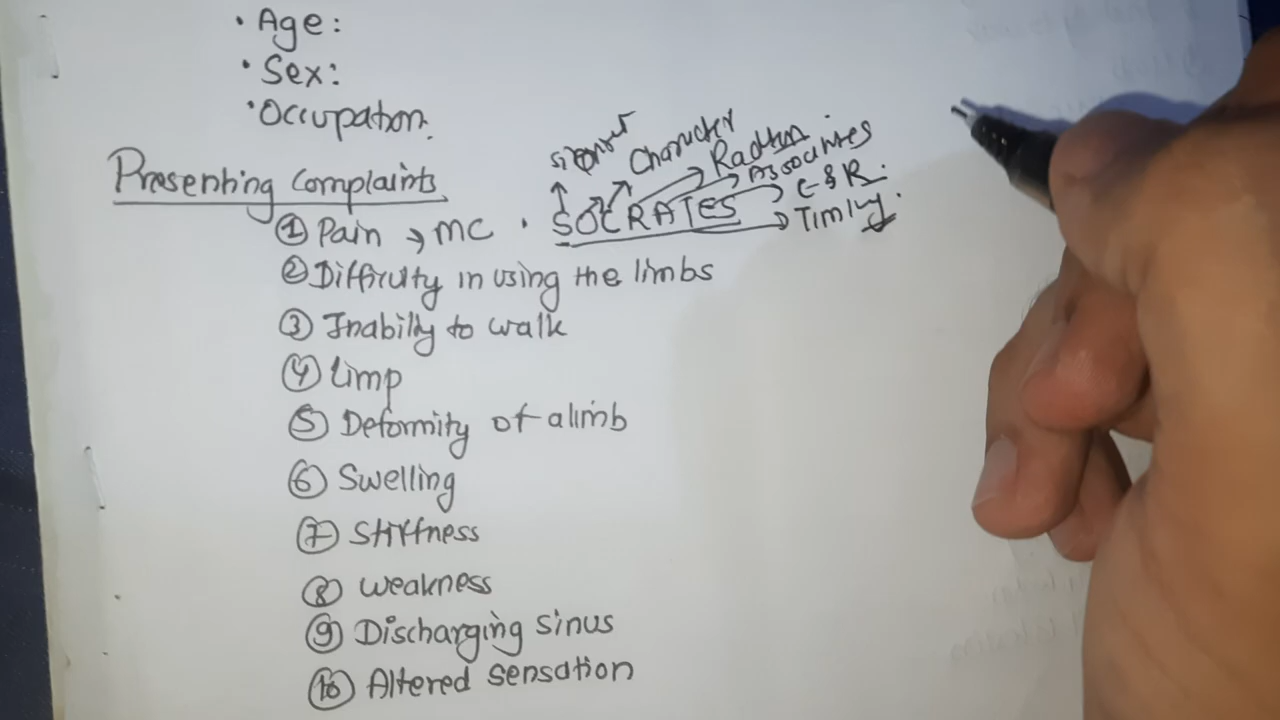 • Age:
• Sex:
• Occupation.
Presenting Complaints
Character
Radtion
Associates
E & R.
Timing.
① Pain → MC • SOCRATES
② Difficulty in using the limbs
③ Inability to walk
④ Limp
⑤ Deformity of a limb
⑥ Swelling
⑦ Stiffness
⑧ Weakness
⑨ Discharging sinus
⑩ Altered sensation